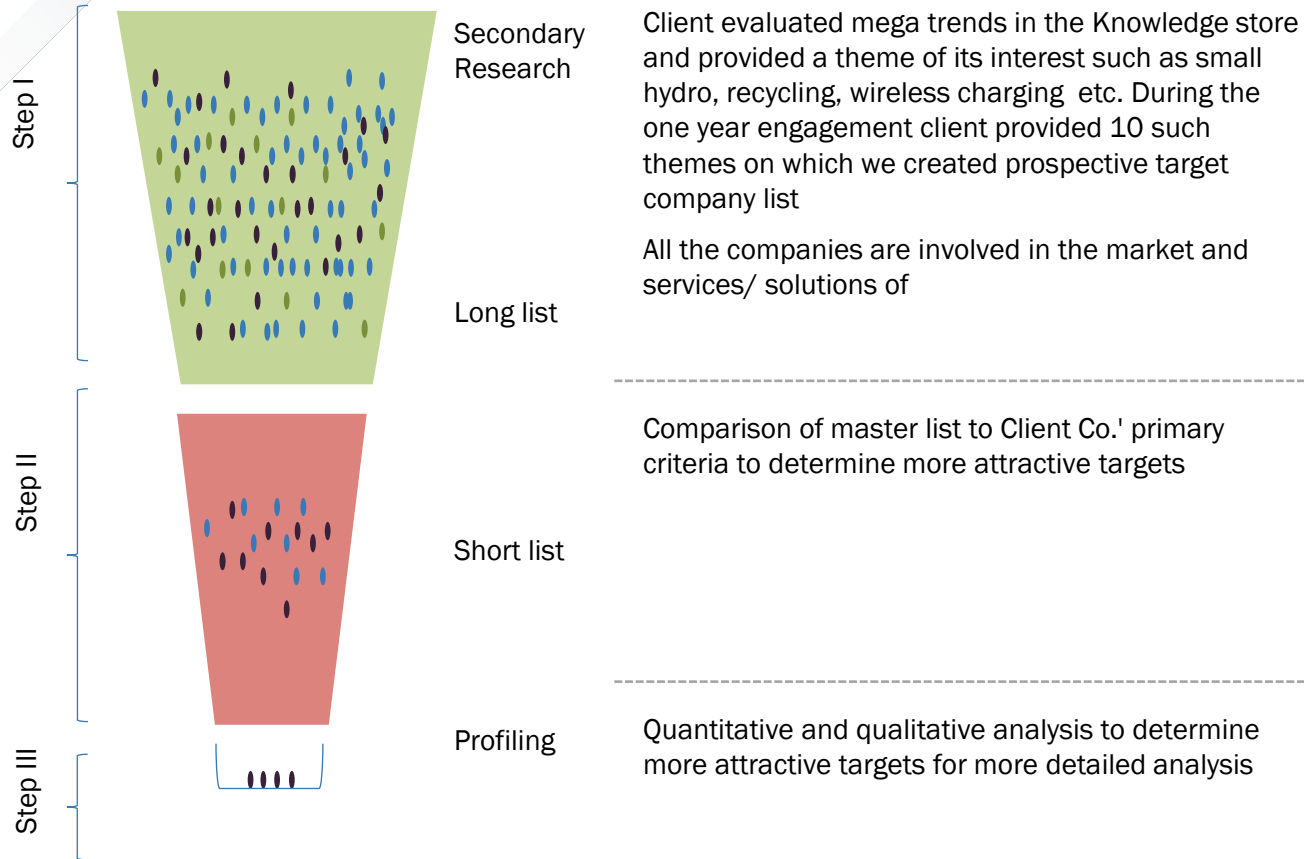 Step I
Secondary
Research
Client evaluated mega trends in the Knowledge store
and provided a theme of its interest such as small
hydro, recycling, wireless charging  etc. During the
one year engagement client provided 10 such
themes on which we created prospective target
company list
All the companies are involved in the market and
services/ solutions of
Long list
Step II
Comparison of master list to Client Co.' primary
criteria to determine more attractive targets
Short list
Step III
Profiling
Quantitative and qualitative analysis to determine
more attractive targets for more detailed analysis